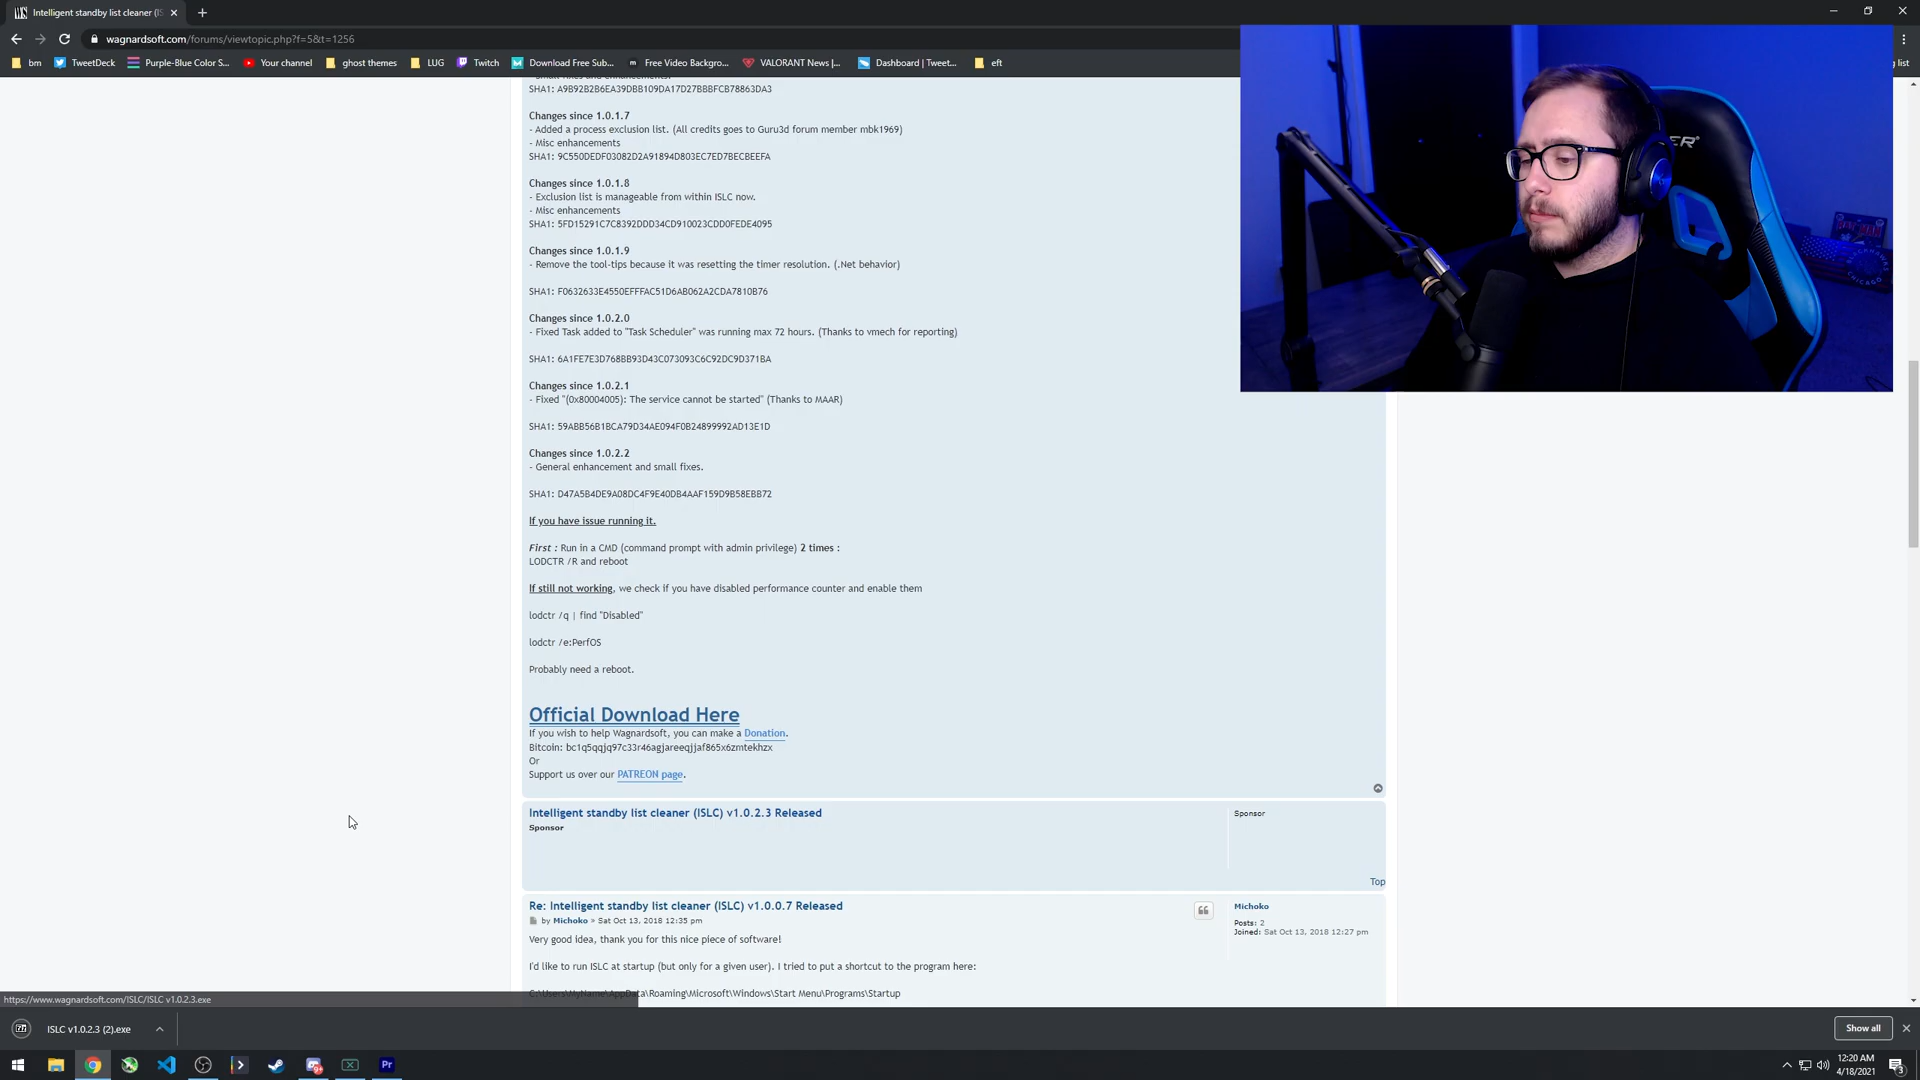 Intelligent standby list cleaner (IS
wagnardsoft.com/forums/viewtopic.php?f=5&t=1256
bm
TweetDeck
Purple-Blue Color S...
Your channel
ghost themes
LUG
Twitch
Download Free Sub...
Free Video Backgro...
VALORANT News |...
Dashboard | Tweet...
eft
g list
- Small fixes and enhancements.
SHA1: A9B92B2B6EA39DBB109DA17D27BBBFCB78863DA3
Changes since 1.0.1.7
- Added a process exclusion list. (All credits goes to Guru3d forum member mbk1969)
- Misc enhancements
SHA1: 9C550DEDF03082D2A91894D803EC7ED7BECBEEFA
Changes since 1.0.1.8
- Exclusion list is manageable from within ISLC now.
- Misc enhancements
SHA1: 5FD15291C7C8392DDD34CD910023CDD0FEDE4095
Changes since 1.0.1.9
- Remove the tool-tips because it was resetting the timer resolution. (.Net behavior)
SHA1: F0632633E4550EFFFAC51D6AB062A2CDA7810B76
Changes since 1.0.2.0
- Fixed Task added to "Task Scheduler" was running max 72 hours. (Thanks to vmech for reporting)
SHA1: 6A1FE7E3D768BB93D43C073093C6C92DC9D371BA
Changes since 1.0.2.1
- Fixed "(0x80004005): The service cannot be started" (Thanks to MAAR)
SHA1: 59ABB56B1BCA79D34AE094F0B24899992AD13E1D
Changes since 1.0.2.2
- General enhancement and small fixes.
SHA1: D47A5B4DE9A08DC4F9E40DB4AAF159D9B58EBB72
If you have issue running it.
First : Run in a CMD (command prompt with admin privilege) 2 times :
LODCTR /R and reboot
If still not working, we check if you have disabled performance counter and enable them
lodctr /q | find "Disabled"
lodctr /e:PerfOS
Probably need a reboot.
Official Download Here
If you wish to help Wagnardsoft, you can make a Donation.
Bitcoin: bc1q5qqjq97c33r46agjareeqjjaf865x6zmtekhzx
Or
Support us over our PATREON page.
Intelligent standby list cleaner (ISLC) v1.0.2.3 Released
Sponsor
Sponsor
Top
Re: Intelligent standby list cleaner (ISLC) v1.0.0.7 Released
by Michoko » Sat Oct 13, 2018 12:35 pm
Michoko
Posts: 2
Joined: Sat Oct 13, 2018 12:27 pm
Very good idea, thank you for this nice piece of software!
I'd like to run ISLC at startup (but only for a given user). I tried to put a shortcut to the program here:
C:\Users\MyName\AppData\Roaming\Microsoft\Windows\Start Menu\Programs\Startup
https://www.wagnardsoft.com/ISLC/ISLC v1.0.2.3.exe
ISLC v1.0.2.3 (2).exe
Show all
12:20 AM
4/18/2021